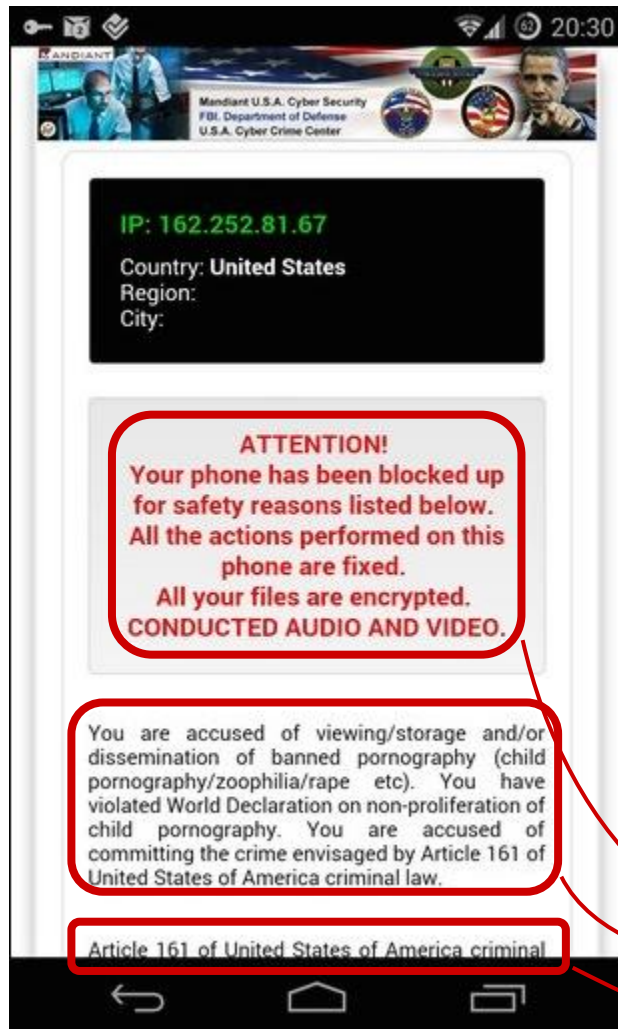 20:30
MANDIANT
Mandiant U.S.A. Cyber Security
FBI. Department of Defense
U.S.A. Cyber Crime Center
IP: 162.252.81.67
Country: United States
Region:
City:
ATTENTION!
Your phone has been blocked up
for safety reasons listed below.
All the actions performed on this
phone are fixed.
All your files are encrypted.
CONDUCTED AUDIO AND VIDEO.
You are accused of viewing/storage and/or
dissemination of banned pornography (child
pornography/zoophilia/rape etc). You have
violated World Declaration on non-proliferation of
child pornography. You are accused of
committing the crime envisaged by Article 161 of
United States of America criminal law.
Article 161 of United States of America criminal